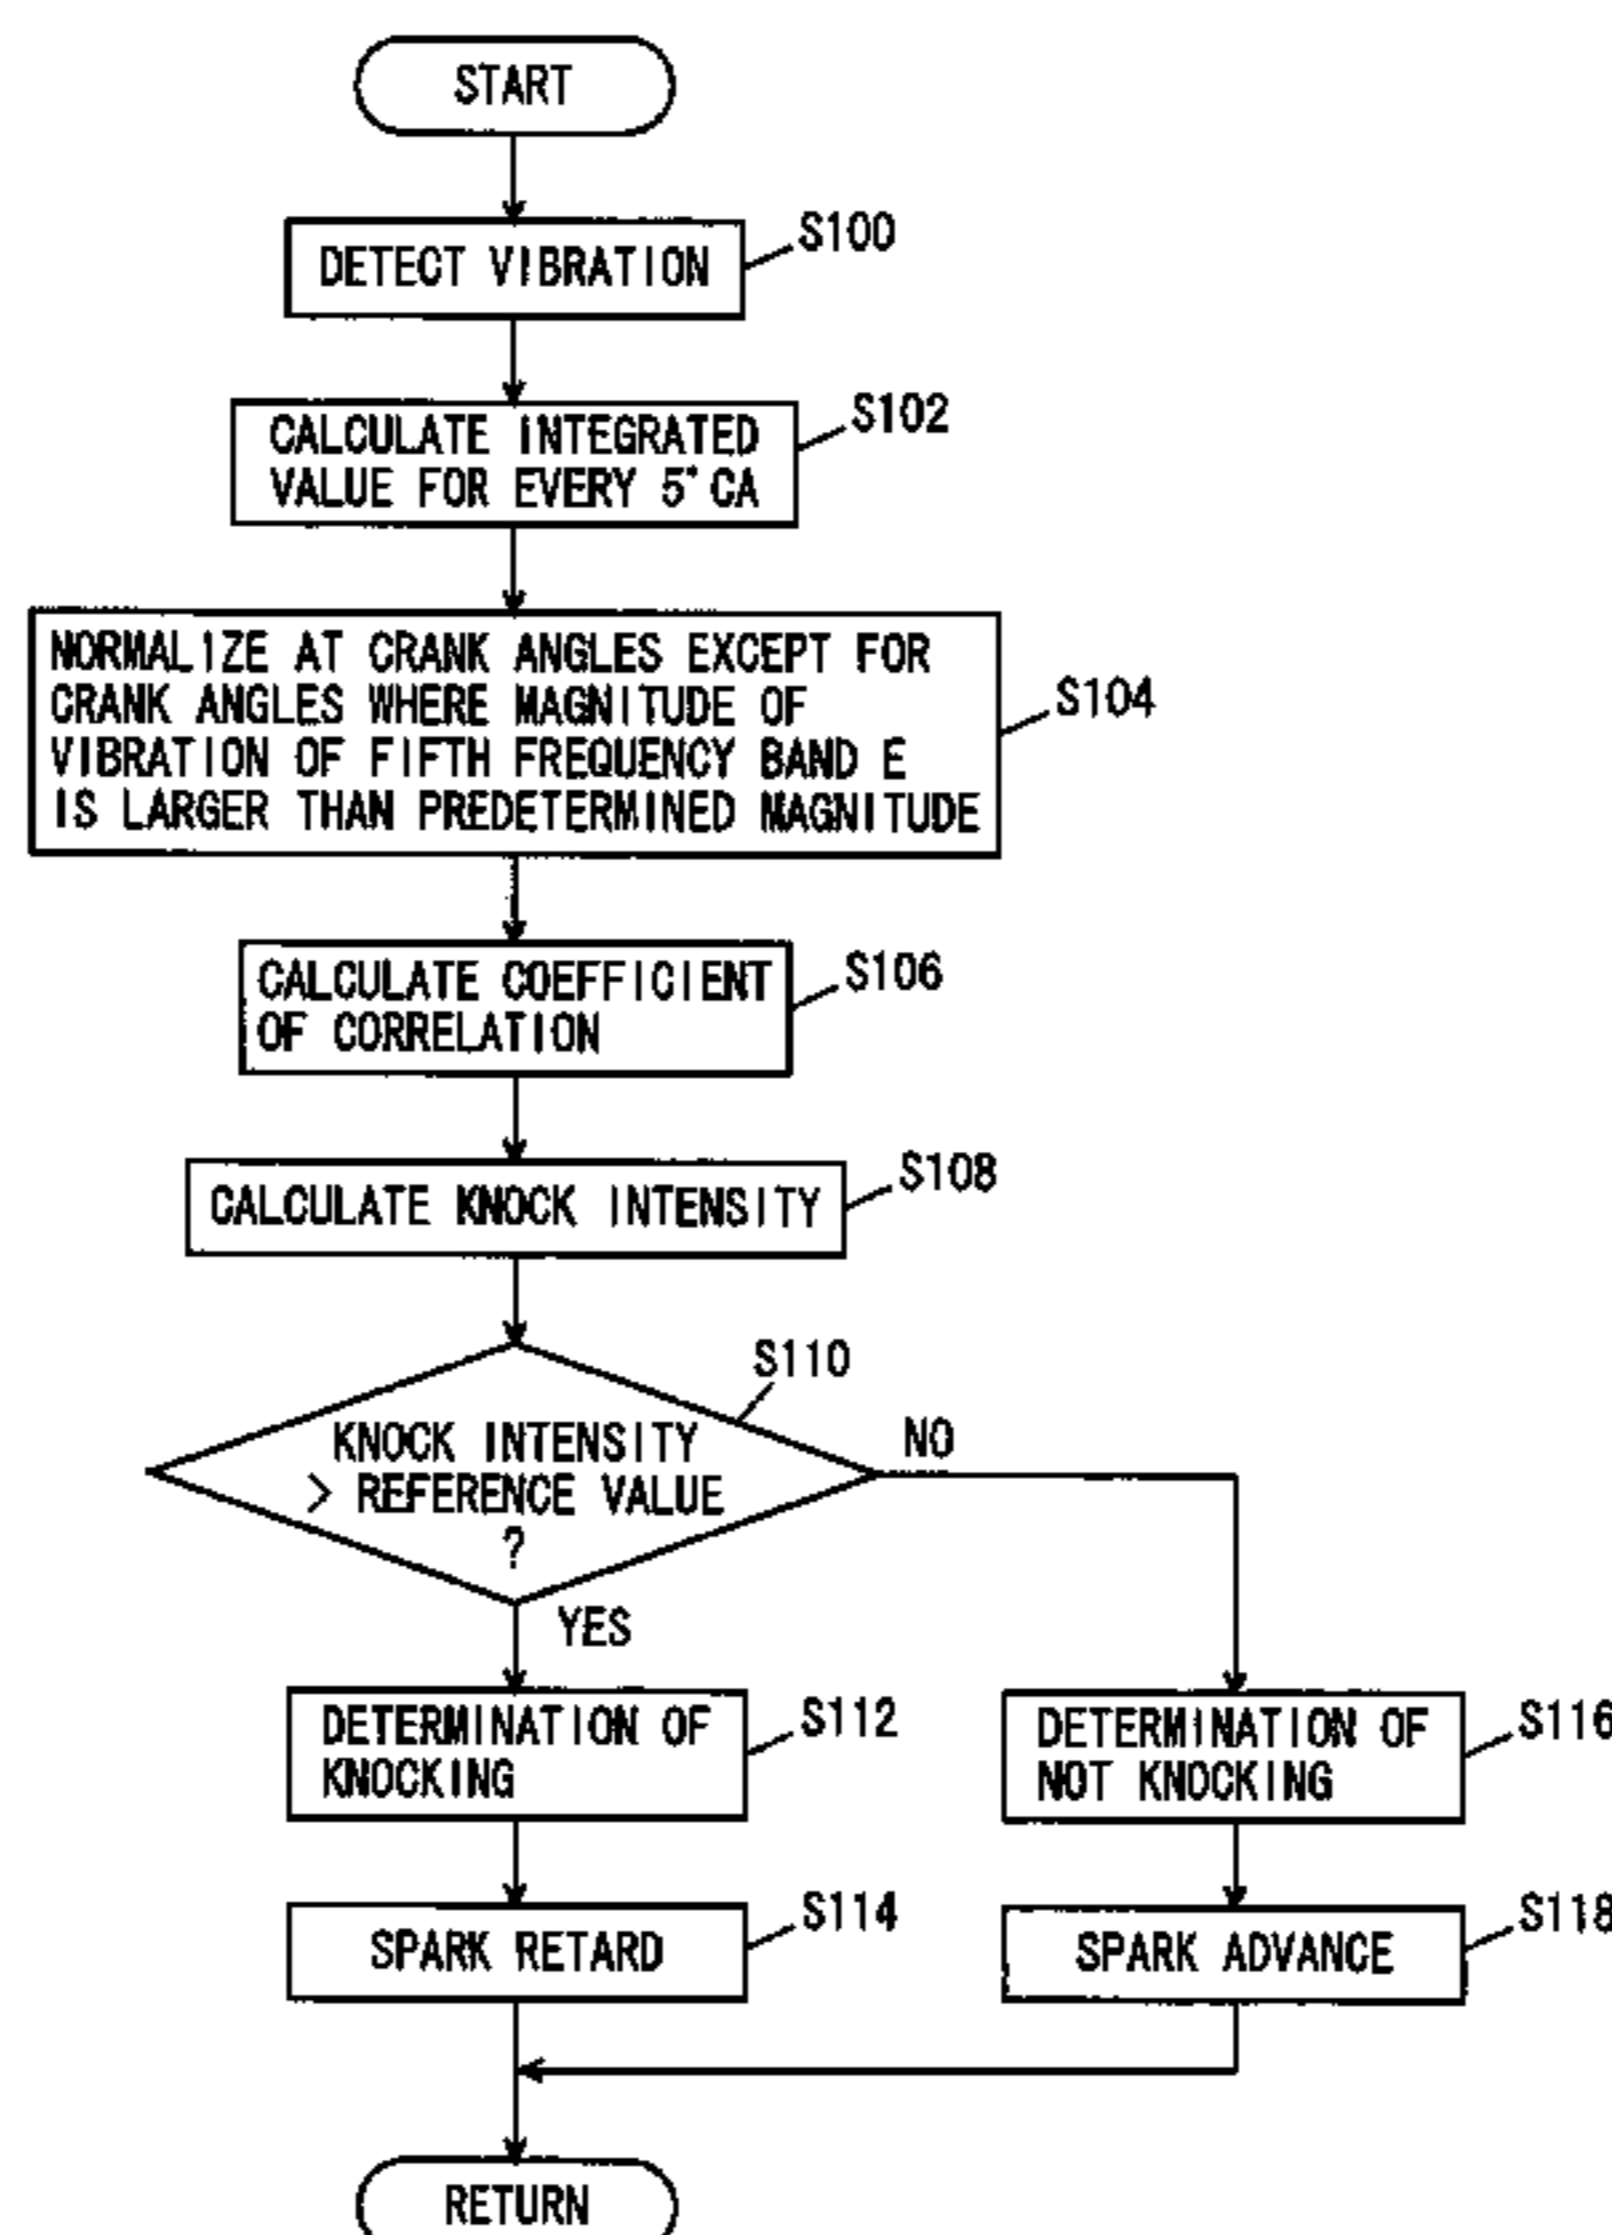 START
DETECT VIBRATION
S100
CALCULATE INTEGRATED
VALUE FOR EVERY 5° CA
S102
NORMALIZE AT CRANK ANGLES EXCEPT FOR
CRANK ANGLES WHERE MAGNITUDE OF
VIBRATION OF FIFTH FREQUENCY BAND E
IS LARGER THAN PREDETERMINED MAGNITUDE
S104
CALCULATE COEFFICIENT
OF CORRELATION
S106
CALCULATE KNOCK INTENSITY
S108
KNOCK INTENSITY
> REFERENCE VALUE
?
S110
NO
YES
DETERMINATION OF
KNOCKING
S112
DETERMINATION OF
NOT KNOCKING
S116
SPARK RETARD
S114
SPARK ADVANCE
S118
RETURN